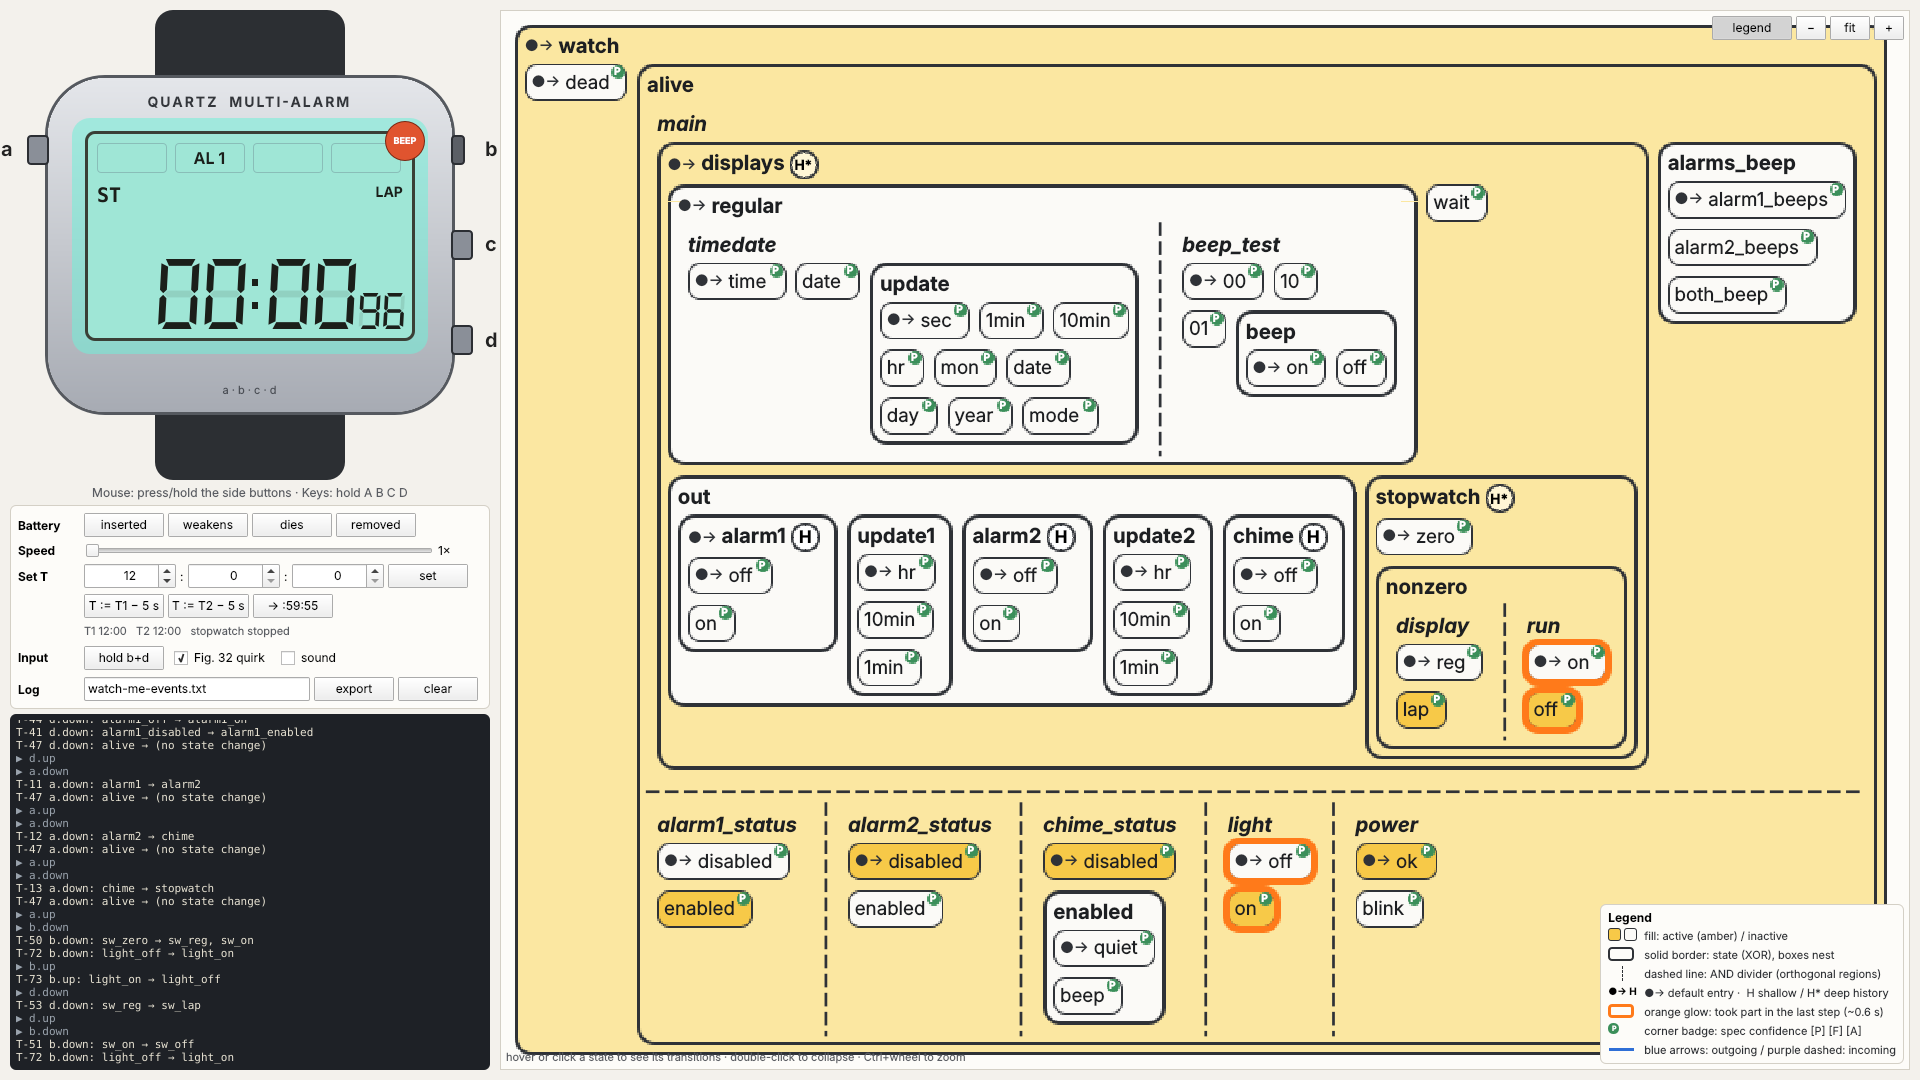 QUARTZ MULTI-ALARM
BEEP
AL 1
ST
LAP
00:00 96
a
b
c
d
a · b · c · d
Mouse: press/hold the side buttons · Keys: hold A B C D
Battery inserted weakens dies removed
Speed 1×
Set T 12 : 0 : 0 set
T := T1 − 5 s T := T2 − 5 s → :59:55
T1 12:00 T2 12:00 stopwatch stopped
Input hold b+d ✓ Fig. 32 quirk sound
Log watch-me-events.txt export clear
T-44 a.down: alarm1_off → alarm1_on
T-41 d.down: alarm1_disabled → alarm1_enabled
T-47 d.down: alive → (no state change)
▶ d.up
▶ a.down
T-11 a.down: alarm1 → alarm2
T-47 a.down: alive → (no state change)
▶ a.up
▶ a.down
T-12 a.down: alarm2 → chime
T-47 a.down: alive → (no state change)
▶ a.up
▶ a.down
T-13 a.down: chime → stopwatch
T-47 a.down: alive → (no state change)
▶ a.up
▶ b.down
T-50 b.down: sw_zero → sw_reg, sw_on
T-72 b.down: light_off → light_on
▶ b.up
T-73 b.up: light_on → light_off
▶ d.down
T-53 d.down: sw_reg → sw_lap
▶ d.up
▶ b.down
T-51 b.down: sw_on → sw_off
T-72 b.down: light_off → light_on
legend − fit +
watch
dead P
alive
main
displays H*
regular
timedate
time P date P
update
sec P 1min P 10min P
hr P mon P date P
day P year P mode P
beep_test
00 P 10 P
01 P
beep
on P off P
wait P
alarms_beep
alarm1_beeps P
alarm2_beeps P
both_beep P
out
alarm1 H
off P
on P
update1
hr P
10min P
1min P
alarm2 H
off P
on P
update2
hr P
10min P
1min P
chime H
off P
on P
stopwatch H*
zero P
nonzero
display
reg P
lap P
run
on P
off P
alarm1_status
disabled P
enabled P
alarm2_status
disabled P
enabled P
chime_status
disabled P
enabled
quiet P
beep P
light
off P
on P
power
ok P
blink P
Legend
fill: active (amber) / inactive
solid border: state (XOR), boxes nest
dashed line: AND divider (orthogonal regions)
●→ H ●→ default entry · H shallow / H* deep history
orange glow: took part in the last step (~0.6 s)
P corner badge: spec confidence [P] [F] [A]
blue arrows: outgoing / purple dashed: incoming
hover or click a state to see its transitions · double-click to collapse · Ctrl+wheel to zoom